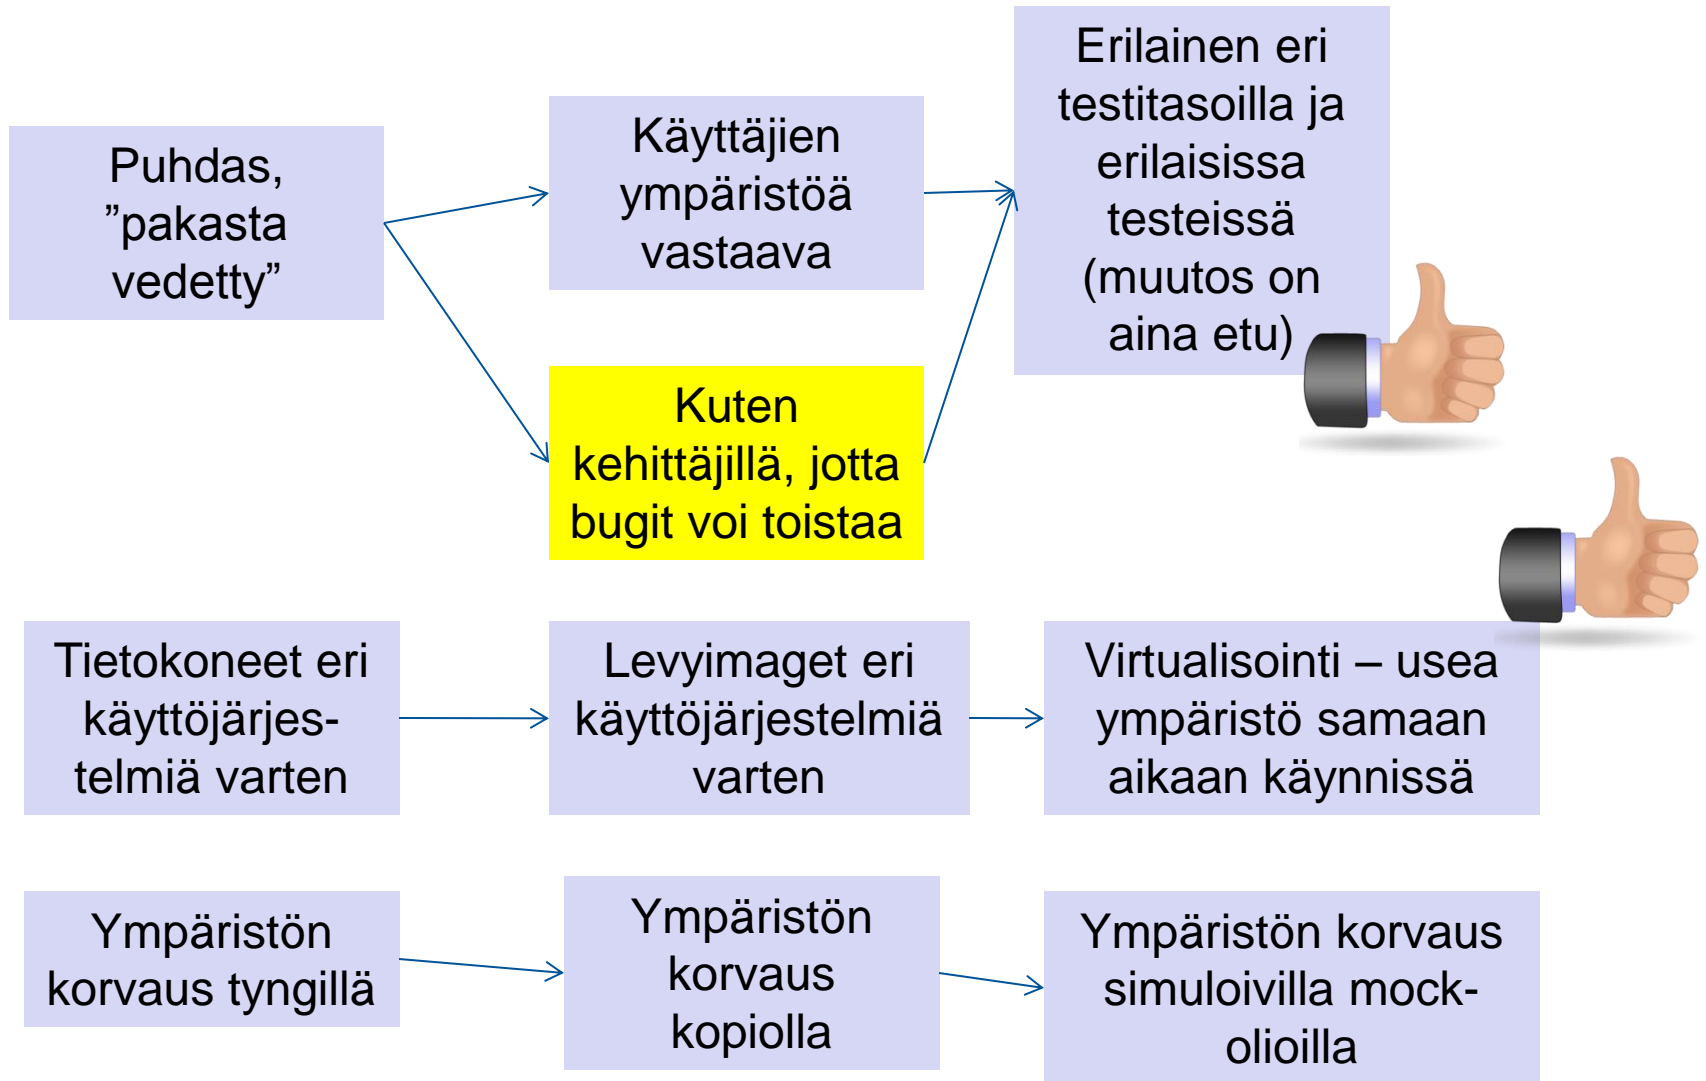 Puhdas,
”pakasta
vedetty”
Käyttäjien
ympäristöä
vastaava
Erilainen eri
testitasoilla ja
erilaisissa
testeissä
(muutos on
aina etu)
Kuten
kehittäjillä, jotta
bugit voi toistaa
Tietokoneet eri
käyttöjärjes-
telmiä varten
Levyimaget eri
käyttöjärjestelmiä
varten
Virtualisointi – usea
ympäristö samaan
aikaan käynnissä
Ympäristön
korvaus tyngillä
Ympäristön
korvaus
kopiolla
Ympäristön korvaus
simuloivilla mock-
olioilla